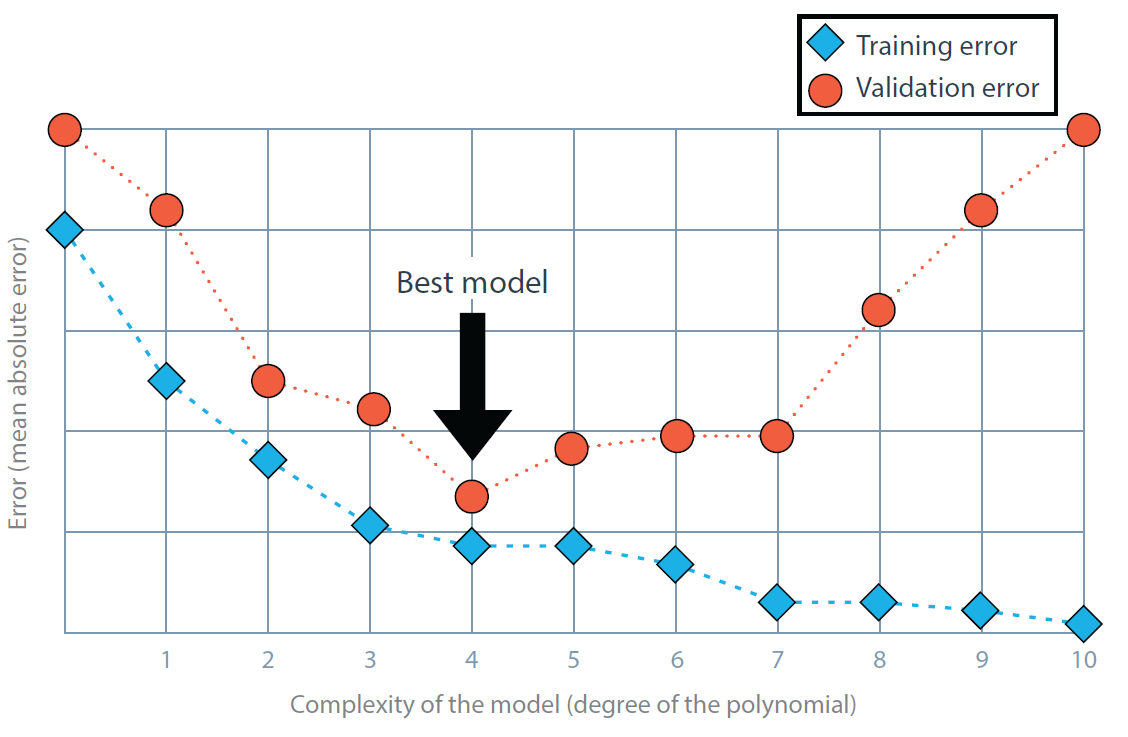 Training error
Validation error
Best model
Error (mean absolute error)
1 2 3 4 5 6 7 8 9 10
Complexity of the model (degree of the polynomial)